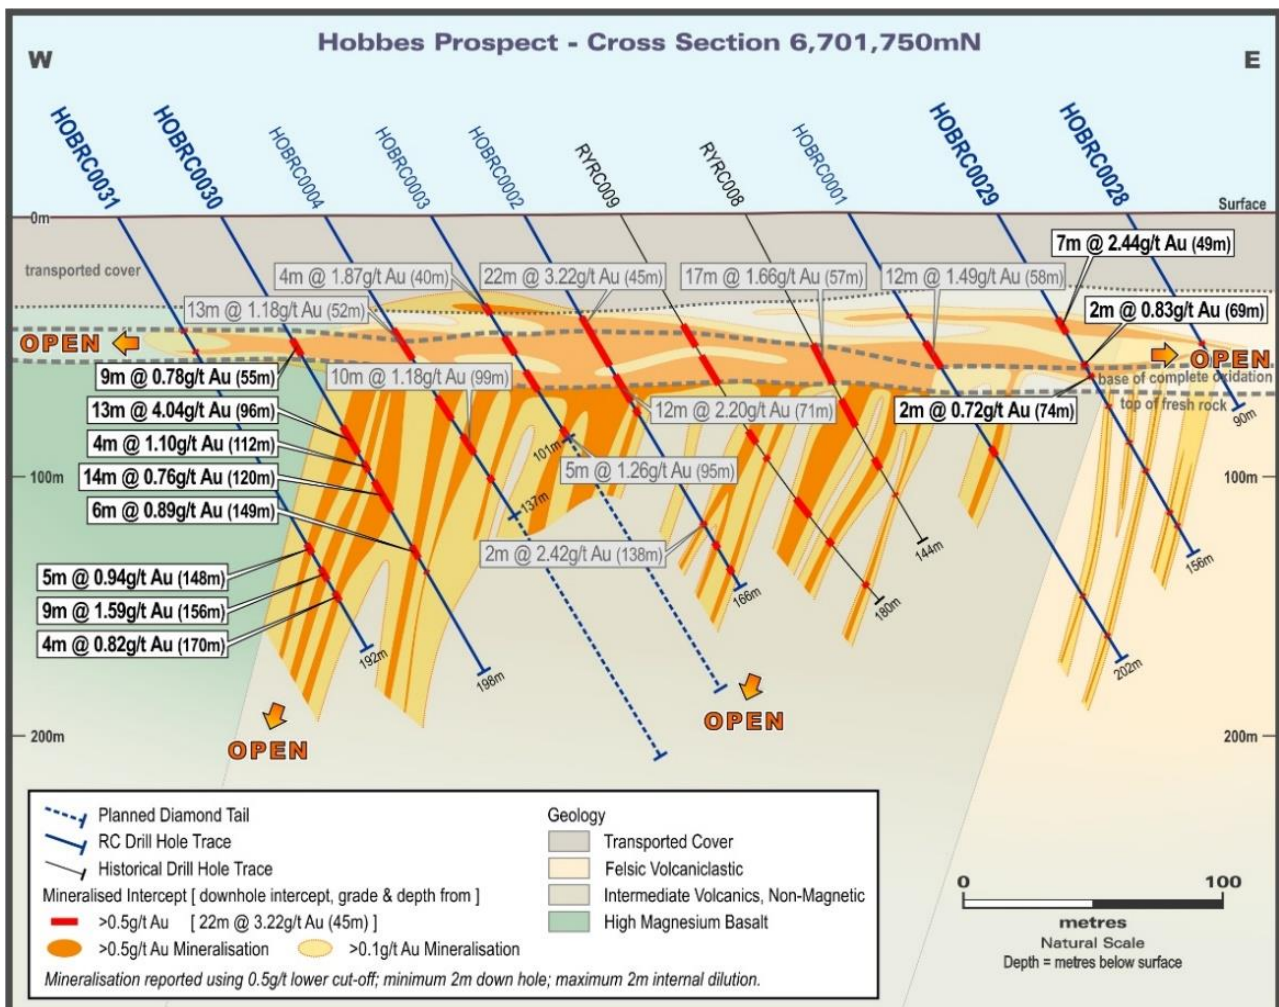 Hobbes Prospect - Cross Section 6,701,750mN
W
E
HOBRC0031
HOBRC0030
HOBRC0004
HOBRC0003
HOBRC0002
RYRC009
RYRC008
HOBRC0001
HOBRC0029
HOBRC0028
Surface
0m
transported cover
7m @ 2.44g/t Au (49m)
4m @ 1.87g/t Au (40m)
22m @ 3.22g/t Au (45m)
17m @ 1.66g/t Au (57m)
12m @ 1.49g/t Au (58m)
13m @ 1.18g/t Au (52m)
2m @ 0.83g/t Au (69m)
OPEN
OPEN
9m @ 0.78g/t Au (55m)
10m @ 1.18g/t Au (99m)
base of complete oxidation
13m @ 4.04g/t Au (96m)
12m @ 2.20g/t Au (71m)
2m @ 0.72g/t Au (74m)
top of fresh rock
90m
4m @ 1.10g/t Au (112m)
101m
14m @ 0.76g/t Au (120m)
5m @ 1.26g/t Au (95m)
100m
100m
6m @ 0.89g/t Au (149m)
137m
2m @ 2.42g/t Au (138m)
144m
156m
5m @ 0.94g/t Au (148m)
166m
180m
9m @ 1.59g/t Au (156m)
4m @ 0.82g/t Au (170m)
192m
198m
202m
OPEN
OPEN
200m
200m
Planned Diamond Tail
RC Drill Hole Trace
Historical Drill Hole Trace
Mineralised Intercept [ downhole intercept, grade & depth from ]
>0.5g/t Au [ 22m @ 3.22g/t Au (45m) ]
>0.5g/t Au Mineralisation
>0.1g/t Au Mineralisation
Mineralisation reported using 0.5g/t lower cut-off; minimum 2m down hole; maximum 2m internal dilution.
Geology
Transported Cover
Felsic Volcaniclastic
Intermediate Volcanics, Non-Magnetic
High Magnesium Basalt
0
100
metres
Natural Scale
Depth = metres below surface